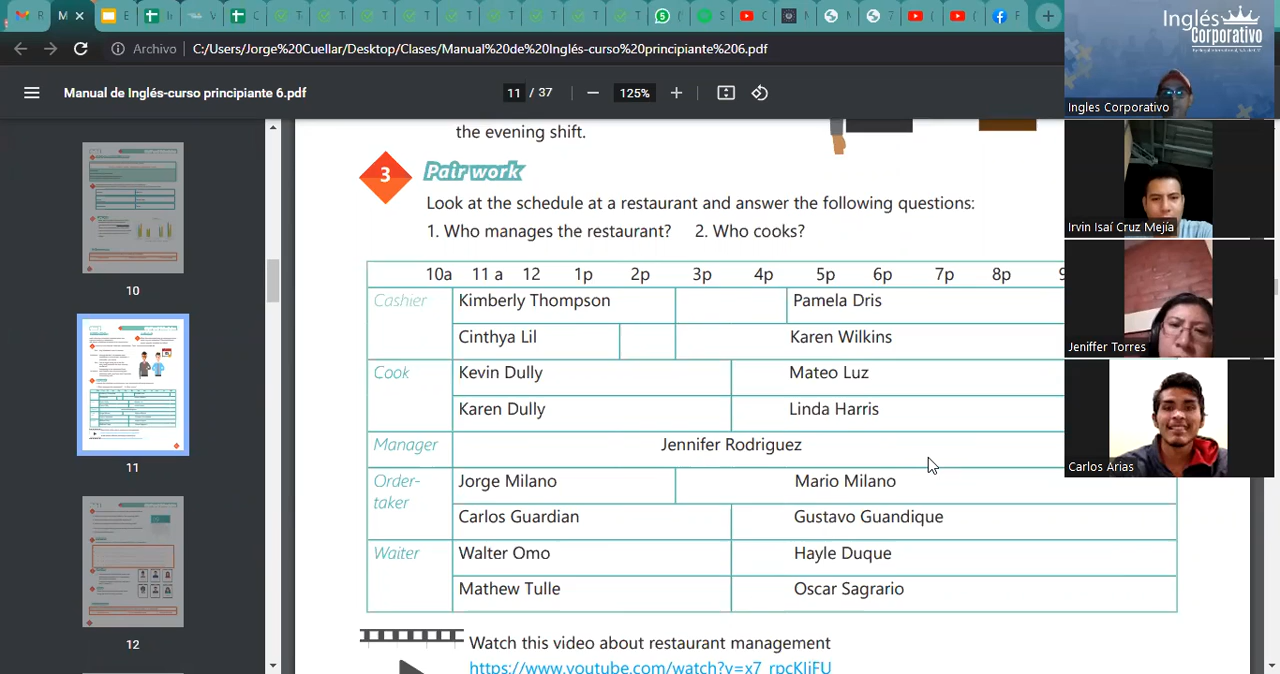 Archivo C:/Users/Jorge%20Cuellar/Desktop/Clases/Manual%20de%20Inglés-curso%20principiante%206.pdf
Manual de Inglés-curso principiante 6.pdf
11 / 37
125%
10
11
12
the evening shift.
3
Pair work
Look at the schedule at a restaurant and answer the following questions:
1. Who manages the restaurant? 2. Who cooks?
10a 11 a 12 1p 2p 3p 4p 5p 6p 7p 8p 9
Cashier Kimberly Thompson Pamela Dris
Cinthya Lil Karen Wilkins
Cook Kevin Dully Mateo Luz
Karen Dully Linda Harris
Manager Jennifer Rodriguez
Order-
taker
Jorge Milano Mario Milano
Carlos Guardian Gustavo Guandique
Waiter Walter Omo Hayle Duque
Mathew Tulle Oscar Sagrario
Watch this video about restaurant management
Inglés
Corporativo
Ingles Corporativo
Irvin Isaí Cruz Mejía
Jeniffer Torres
Carlos Arias